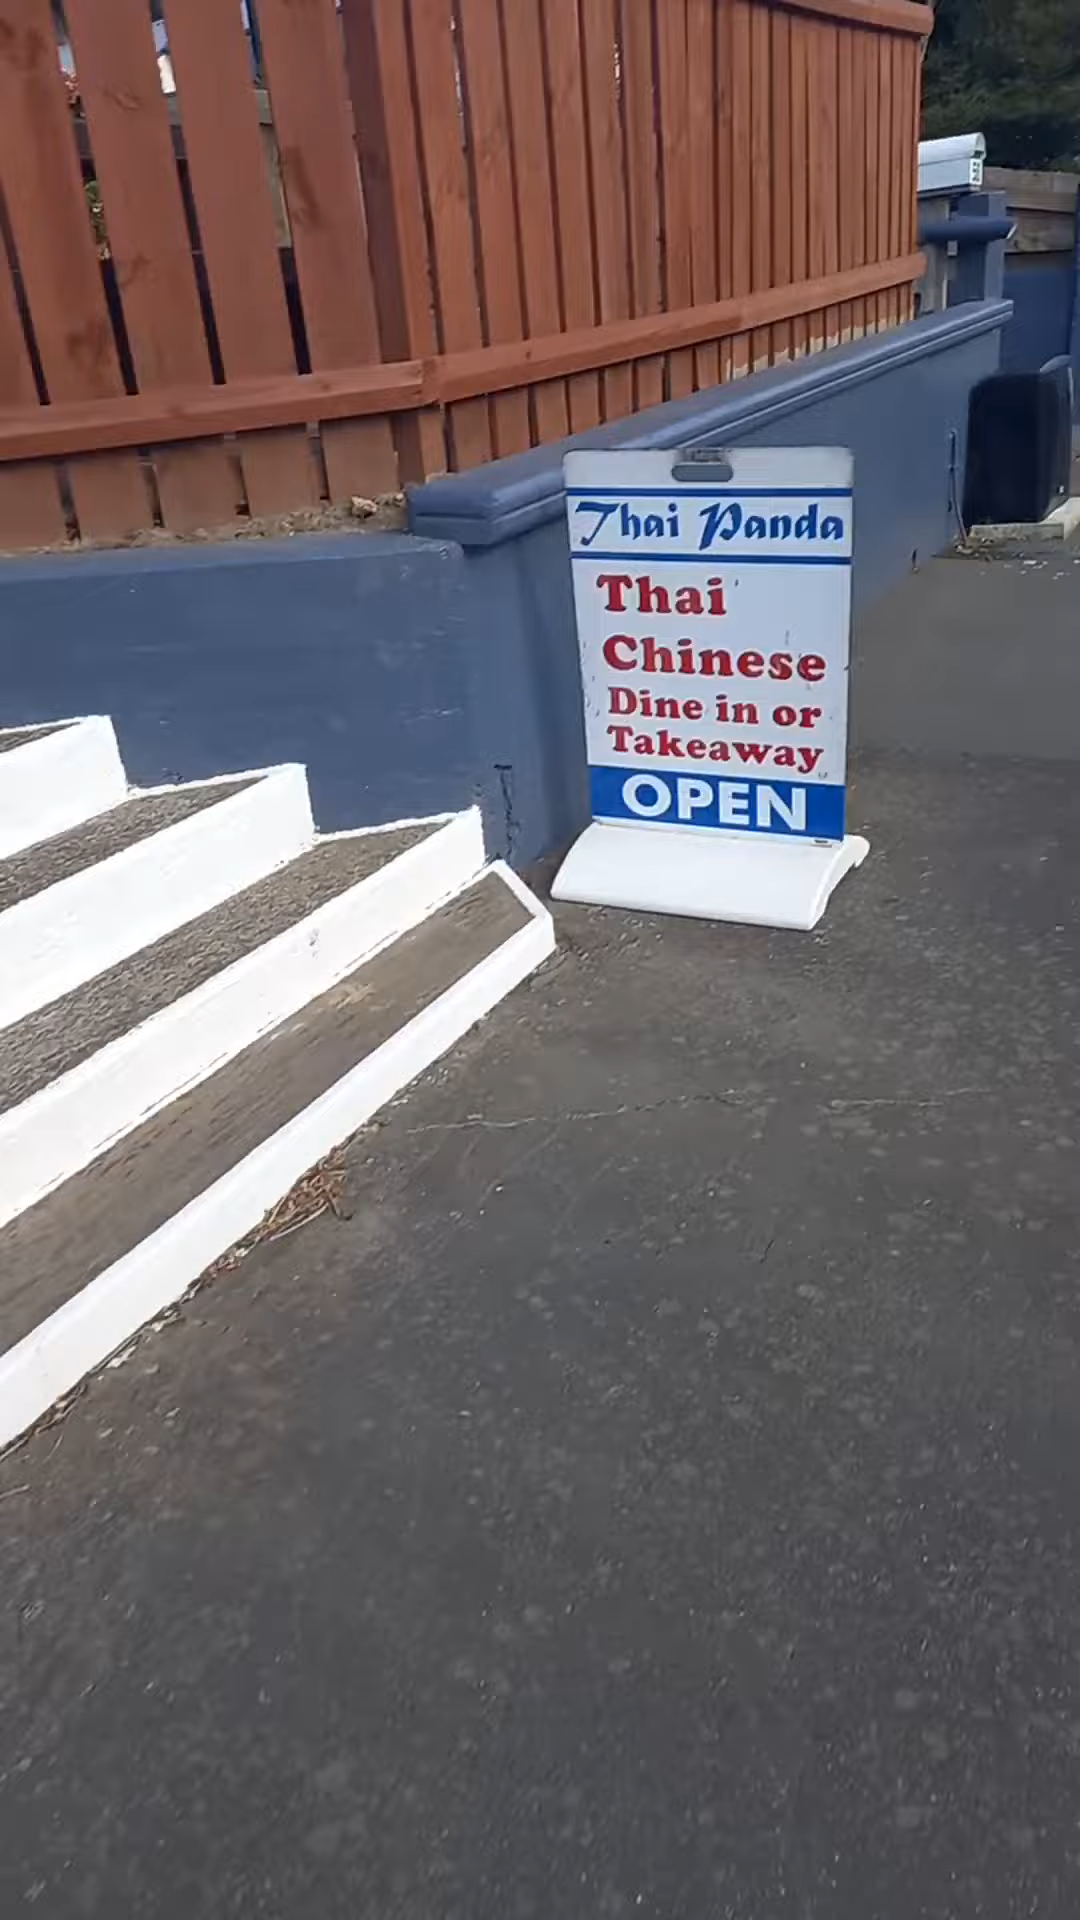 Thai Panda
Thai
Chinese
Dine in or
Takeaway
OPEN